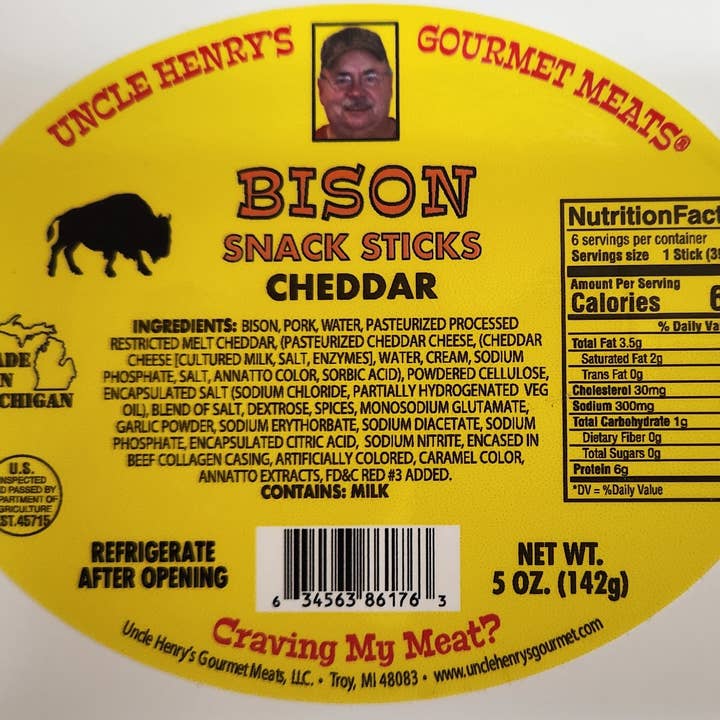 UNCLE HENRY'S GOURMET MEATS®
BISON
SNACK STICKS
CHEDDAR
INGREDIENTS: BISON, PORK, WATER, PASTEURIZED PROCESSED
RESTRICTED MELT CHEDDAR, (PASTEURIZED CHEDDAR CHEESE, (CHEDDAR
CHEESE [CULTURED MILK, SALT, ENZYMES], WATER, CREAM, SODIUM
PHOSPHATE, SALT, ANNATTO COLOR, SORBIC ACID), POWDERED CELLULOSE,
ENCAPSULATED SALT (SODIUM CHLORIDE, PARTIALLY HYDROGENATED VEG
OIL), BLEND OF SALT, DEXTROSE, SPICES, MONOSODIUM GLUTAMATE,
GARLIC POWDER, SODIUM ERYTHORBATE, SODIUM DIACETATE, SODIUM
PHOSPHATE, ENCAPSULATED CITRIC ACID, SODIUM NITRITE, ENCASED IN
BEEF COLLAGEN CASING, ARTIFICIALLY COLORED, CARAMEL COLOR,
ANNATTO EXTRACTS, FD&C RED #3 ADDED.
CONTAINS: MILK
ADE
N
CHIGAN
U.S.
INSPECTED
D PASSED BY
PARTMENT OF
GRICULTURE
EST.45715
REFRIGERATE
AFTER OPENING
6 34563 86176 3
Nutrition Fact
6 servings per container
Servings size 1 Stick
Amount Per Serving
Calories
% Daily Va
Total Fat 3.5g
Saturated Fat 2g
Trans Fat 0g
Cholesterol 30mg
Sodium 300mg
Total Carbohydrate 1g
Dietary Fiber 0g
Total Sugars 0g
Protein 6g
*DV = %Daily Value
NET WT.
5 OZ. (142g)
Craving My Meat?
Uncle Henry's Gourmet Meats, LLC. • Troy, MI 48083 • www.unclehenrysgourmet.com